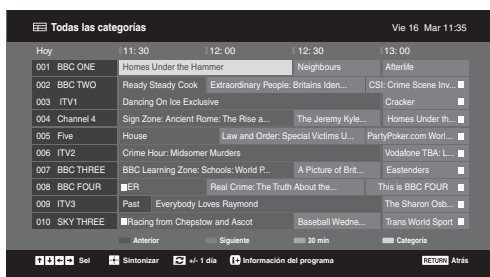 Todas las categorías Vie 16 Mar 11:35
Hoy 11: 30 12: 00 12: 30 13: 00
001 BBC ONE Homes Under the Hammer Neighbours Afterlife
002 BBC TWO Ready Steady Cook Extraordinary People: Britains Iden... CSI: Crime Scene Inv...
003 ITV1 Dancing On Ice Exclusive Cracker
004 Channel 4 Sign Zone: Ancient Rome: The Rise a... The Jeremy Kyle... Homes Under th...
005 Five House Law and Order: Special Victims U... PartyPoker.com Worl...
006 ITV2 Crime Hour: Midsomer Murders Vodafone TBA: L...
007 BBC THREE BBC Learning Zone: Schools: World P... A Picture of Brit... Eastenders
008 BBC FOUR ER Real Crime: The Truth About the... This is BBC FOUR
009 ITV3 Past Everybody Loves Raymond The Sharon Osb...
010 SKY THREE Racing from Chepstow and Ascot Baseball Wedne... Trans World Sport
Anterior Siguiente 30 min Categoría
Sel Sintonizar +/- 1 día Información del programa RETURN Atrás